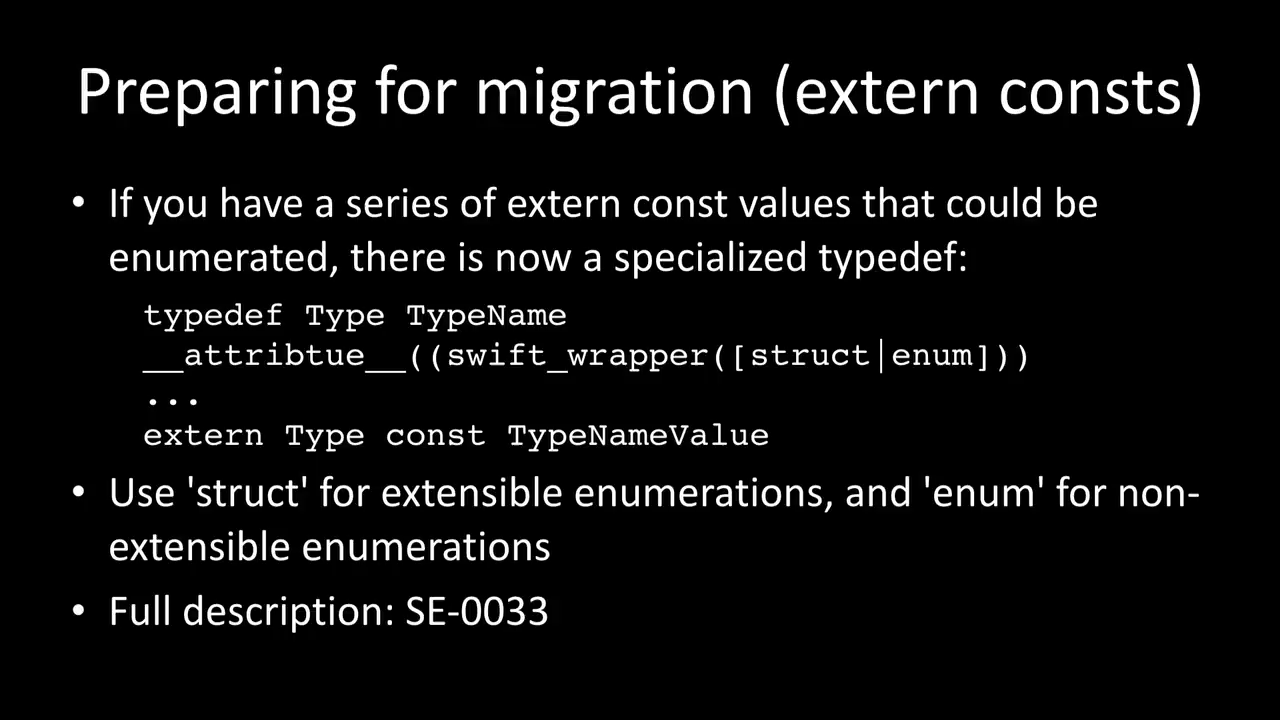 Preparing for migration (extern consts)
• If you have a series of extern const values that could be
enumerated, there is now a specialized typedef:
typedef Type TypeName
__attribtue__((swift_wrapper([struct|enum]))
...
extern Type const TypeNameValue
• Use 'struct' for extensible enumerations, and 'enum' for non-
extensible enumerations
• Full description: SE-0033